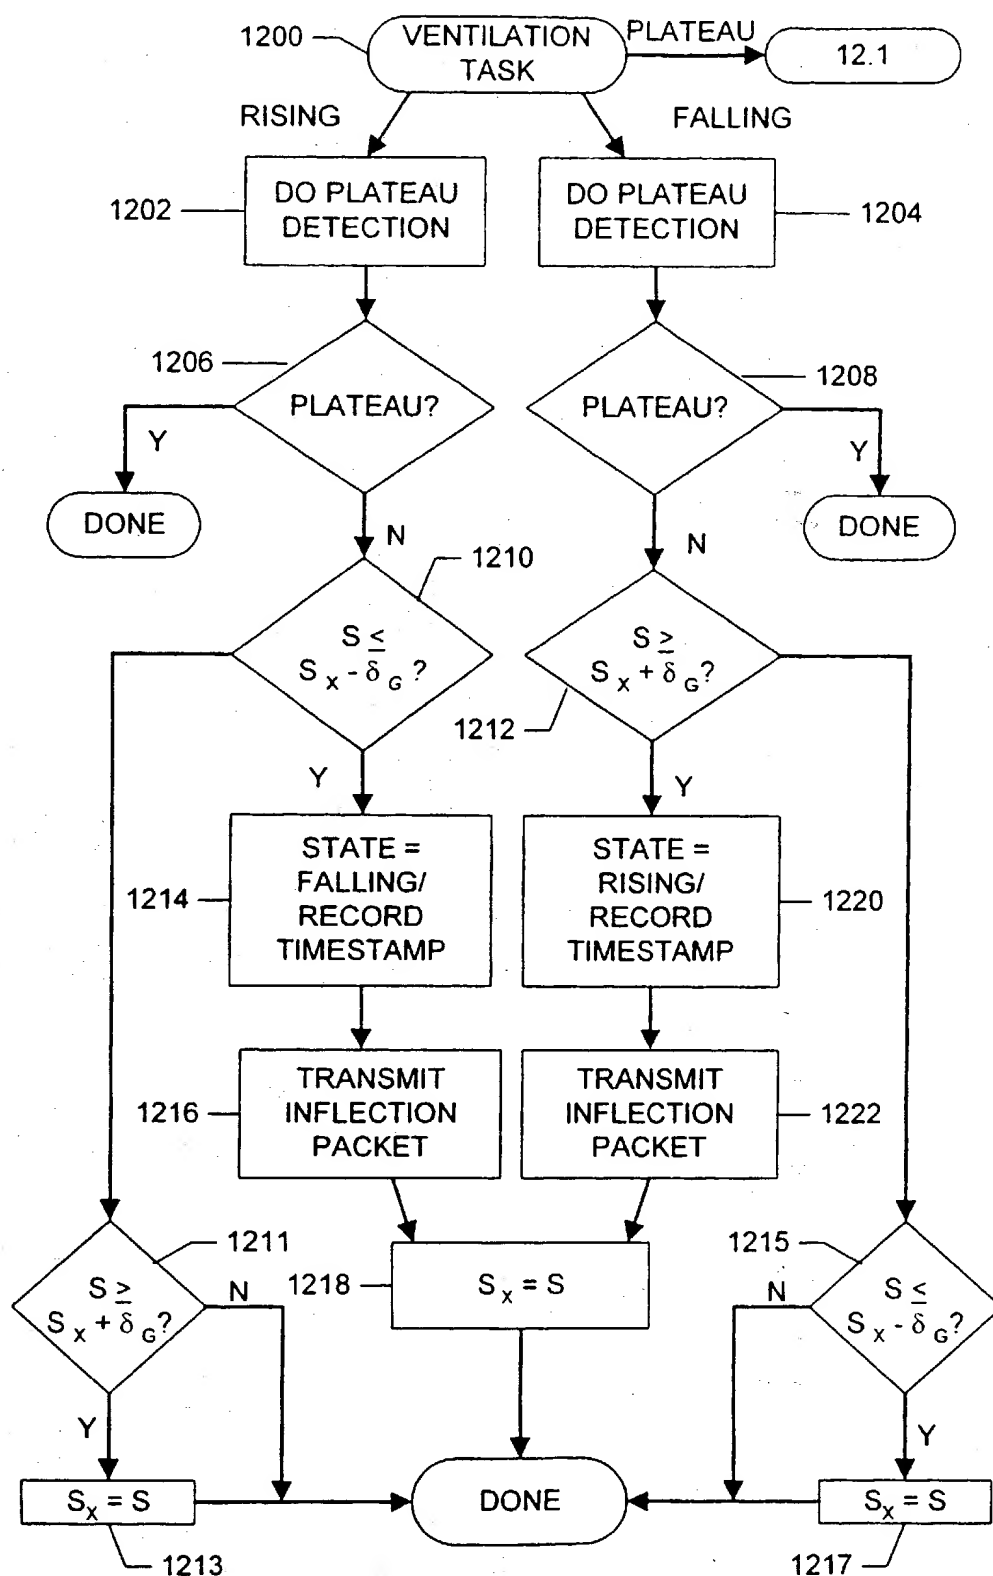 1200
VENTILATION
TASK
PLATEAU
12.1
RISING
FALLING
1202
DO PLATEAU
DETECTION
DO PLATEAU
DETECTION
1204
1206
PLATEAU?
PLATEAU?
1208
Y
Y
DONE
DONE
N
N
1210
S ≤
S X - δ G ?
S ≥
S X + δ G ?
1212
Y
Y
1214
STATE =
FALLING/
RECORD
TIMESTAMP
STATE =
RISING/
RECORD
TIMESTAMP
1220
1216
TRANSMIT
INFLECTION
PACKET
TRANSMIT
INFLECTION
PACKET
1222
1211
1215
S ≥
S X + δ G ?
N
1218
S X = S
N
S ≤
S X - δ G ?
Y
Y
S X = S
DONE
S X = S
1213
1217